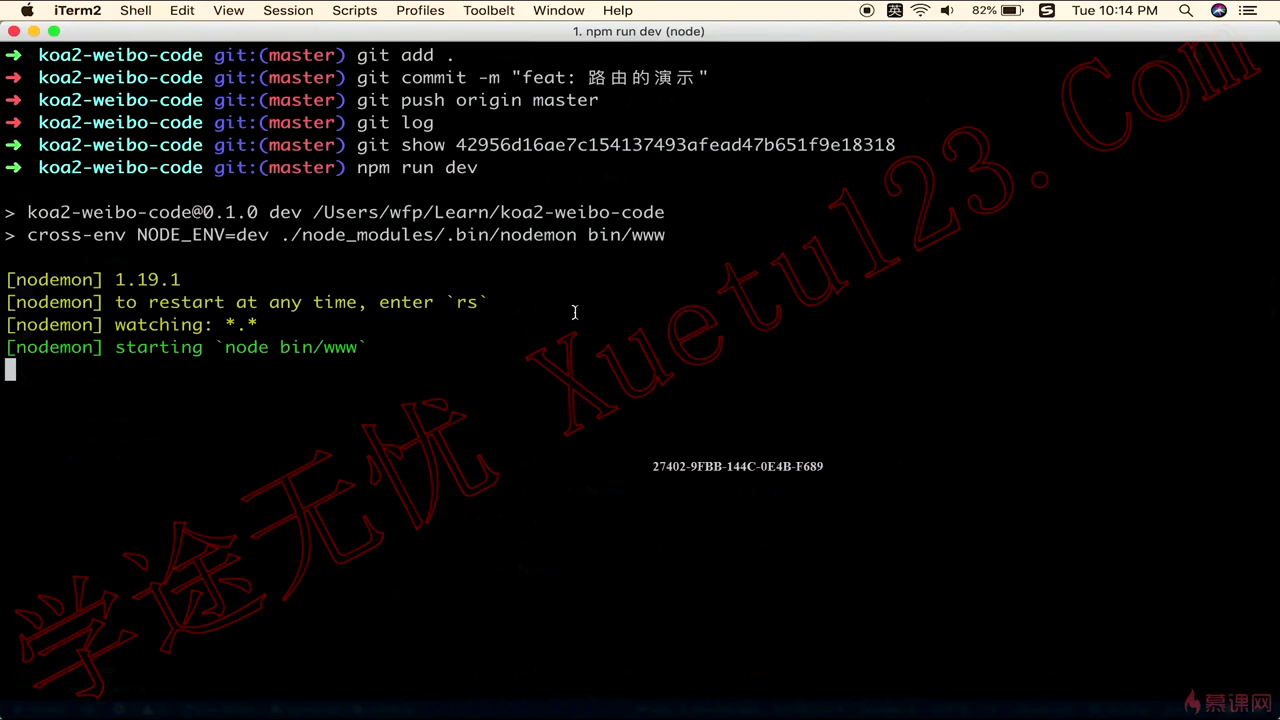 iTerm2 Shell Edit View Session Scripts Profiles Toolbelt Window Help 英 82% S Tue 10:14 PM
1. npm run dev (node)
➜ koa2-weibo-code git:(master) git add .
➜ koa2-weibo-code git:(master) git commit -m "feat: 路由的演示"
➜ koa2-weibo-code git:(master) git push origin master
➜ koa2-weibo-code git:(master) git log
➜ koa2-weibo-code git:(master) git show 42956d16ae7c154137493afead47b651f9e18318
➜ koa2-weibo-code git:(master) npm run dev
> koa2-weibo-code@0.1.0 dev /Users/wfp/Learn/koa2-weibo-code
> cross-env NODE_ENV=dev ./node_modules/.bin/nodemon bin/www
[nodemon] 1.19.1
[nodemon] to restart at any time, enter `rs`
[nodemon] watching: *.*
[nodemon] starting `node bin/www`
27402-9FBB-144C-0E4B-F689
学途无忧 Xuetu123.Com
慕课网